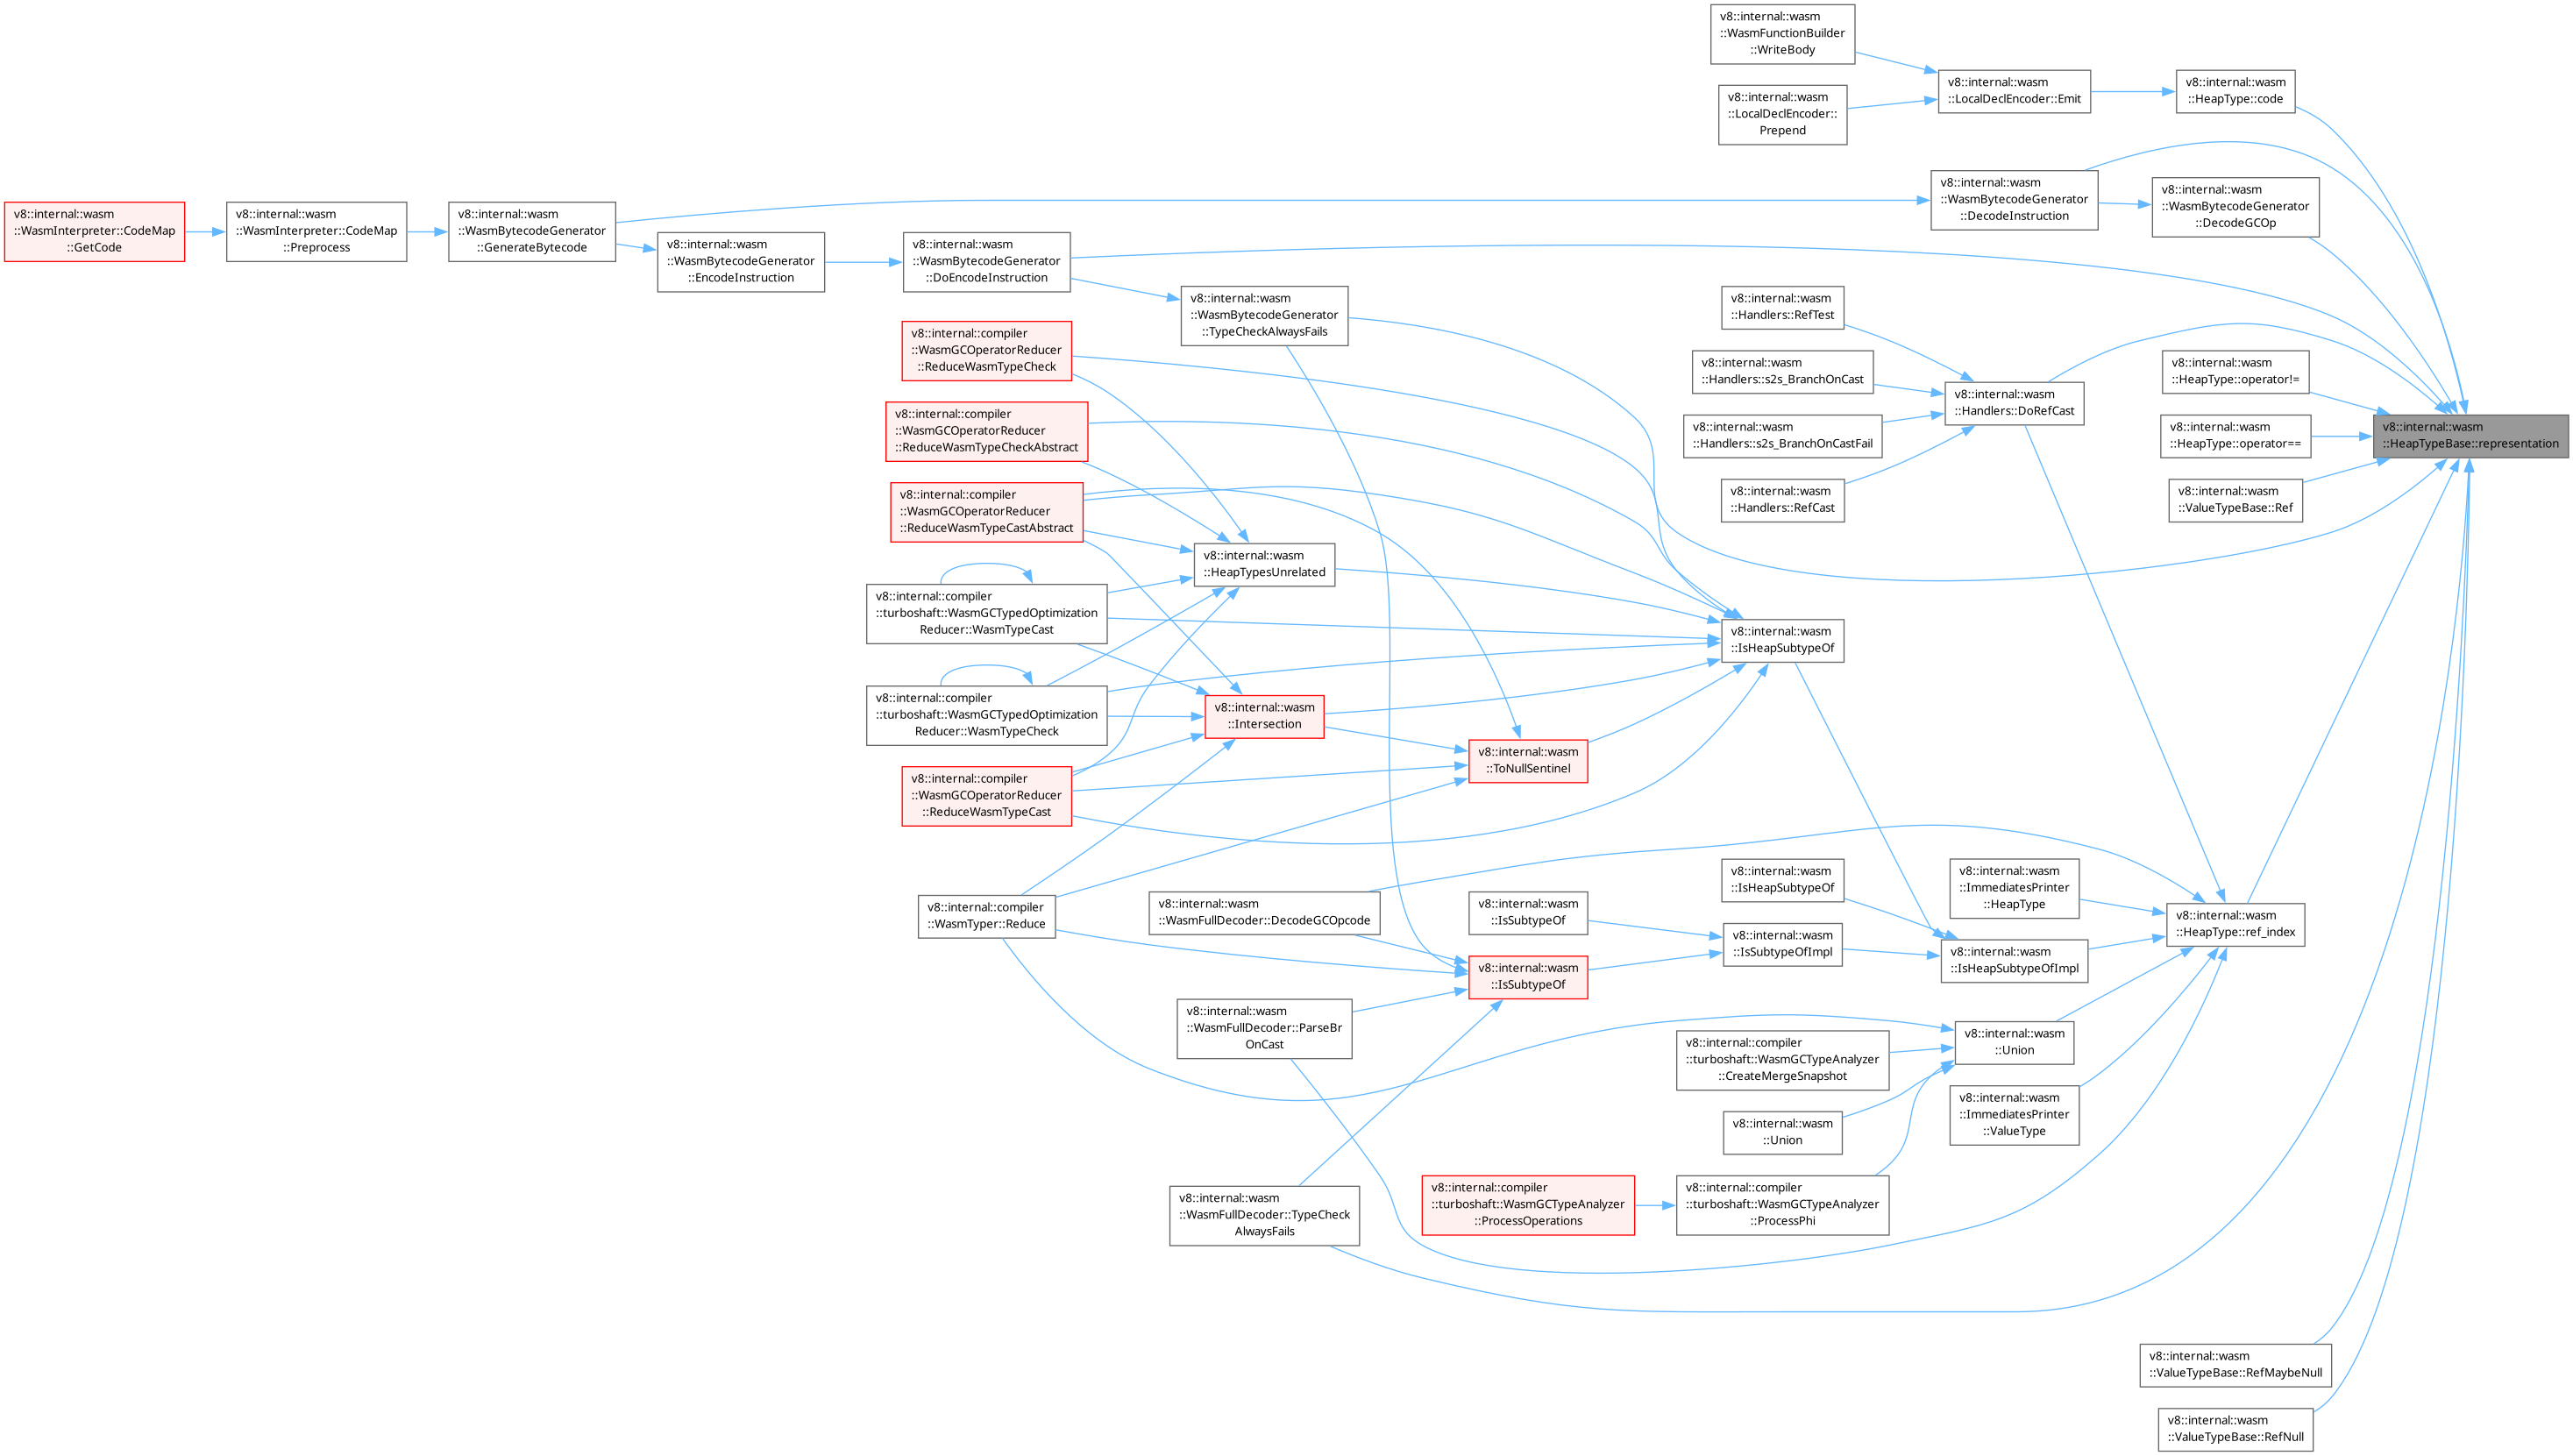 v8::internal::wasm
::WasmFunctionBuilder
::WriteBody
v8::internal::wasm
::LocalDeclEncoder::Emit
v8::internal::wasm
::HeapType::code
v8::internal::wasm
::LocalDeclEncoder::
Prepend
v8::internal::wasm
::WasmInterpreter::CodeMap
::GetCode
v8::internal::wasm
::WasmInterpreter::CodeMap
::Preprocess
v8::internal::wasm
::WasmBytecodeGenerator
::GenerateBytecode
v8::internal::wasm
::WasmBytecodeGenerator
::DecodeInstruction
v8::internal::wasm
::WasmBytecodeGenerator
::DecodeGCOp
v8::internal::wasm
::WasmBytecodeGenerator
::EncodeInstruction
v8::internal::wasm
::WasmBytecodeGenerator
::DoEncodeInstruction
v8::internal::wasm
::WasmBytecodeGenerator
::TypeCheckAlwaysFails
v8::internal::wasm
::Handlers::RefTest
v8::internal::compiler
::WasmGCOperatorReducer
::ReduceWasmTypeCheck
v8::internal::wasm
::Handlers::s2s_BranchOnCast
v8::internal::wasm
::HeapType::operator!=
v8::internal::wasm
::Handlers::DoRefCast
v8::internal::compiler
::WasmGCOperatorReducer
::ReduceWasmTypeCheckAbstract
v8::internal::wasm
::Handlers::s2s_BranchOnCastFail
v8::internal::wasm
::HeapType::operator==
v8::internal::wasm
::HeapTypeBase::representation
v8::internal::compiler
::WasmGCOperatorReducer
::ReduceWasmTypeCastAbstract
v8::internal::wasm
::Handlers::RefCast
v8::internal::wasm
::ValueTypeBase::Ref
v8::internal::wasm
::HeapTypesUnrelated
v8::internal::compiler
::turboshaft::WasmGCTypedOptimization
Reducer::WasmTypeCast
v8::internal::wasm
::IsHeapSubtypeOf
v8::internal::compiler
::turboshaft::WasmGCTypedOptimization
Reducer::WasmTypeCheck
v8::internal::wasm
::Intersection
v8::internal::wasm
::ToNullSentinel
v8::internal::compiler
::WasmGCOperatorReducer
::ReduceWasmTypeCast
v8::internal::compiler
::WasmTyper::Reduce
v8::internal::wasm
::WasmFullDecoder::DecodeGCOpcode
v8::internal::wasm
::IsSubtypeOf
v8::internal::wasm
::IsHeapSubtypeOf
v8::internal::wasm
::ImmediatesPrinter
::HeapType
v8::internal::wasm
::HeapType::ref_index
v8::internal::wasm
::IsSubtypeOfImpl
v8::internal::wasm
::IsHeapSubtypeOfImpl
v8::internal::wasm
::IsSubtypeOf
v8::internal::wasm
::WasmFullDecoder::ParseBr
OnCast
v8::internal::compiler
::turboshaft::WasmGCTypeAnalyzer
::CreateMergeSnapshot
v8::internal::wasm
::Union
v8::internal::wasm
::Union
v8::internal::wasm
::ImmediatesPrinter
::ValueType
v8::internal::wasm
::WasmFullDecoder::TypeCheck
AlwaysFails
v8::internal::compiler
::turboshaft::WasmGCTypeAnalyzer
::ProcessOperations
v8::internal::compiler
::turboshaft::WasmGCTypeAnalyzer
::ProcessPhi
v8::internal::wasm
::ValueTypeBase::RefMaybeNull
v8::internal::wasm
::ValueTypeBase::RefNull